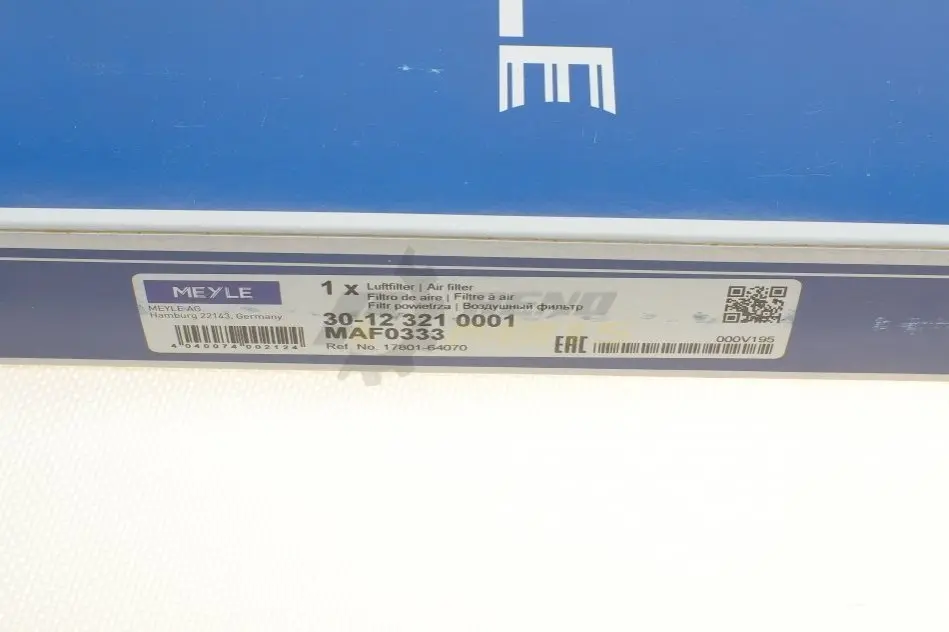 LE
MEYLE
MEYLE AG
Hamburg 22143, Germany
4 040074 002124
1 x Luftfilter | Air filter
Filtro de aire | Filtre à air
Filtr powietrza | Воздушный фильтр
30-12 321 0001
MAF0333
Ref. No. 17801-64070
EAC
000V195